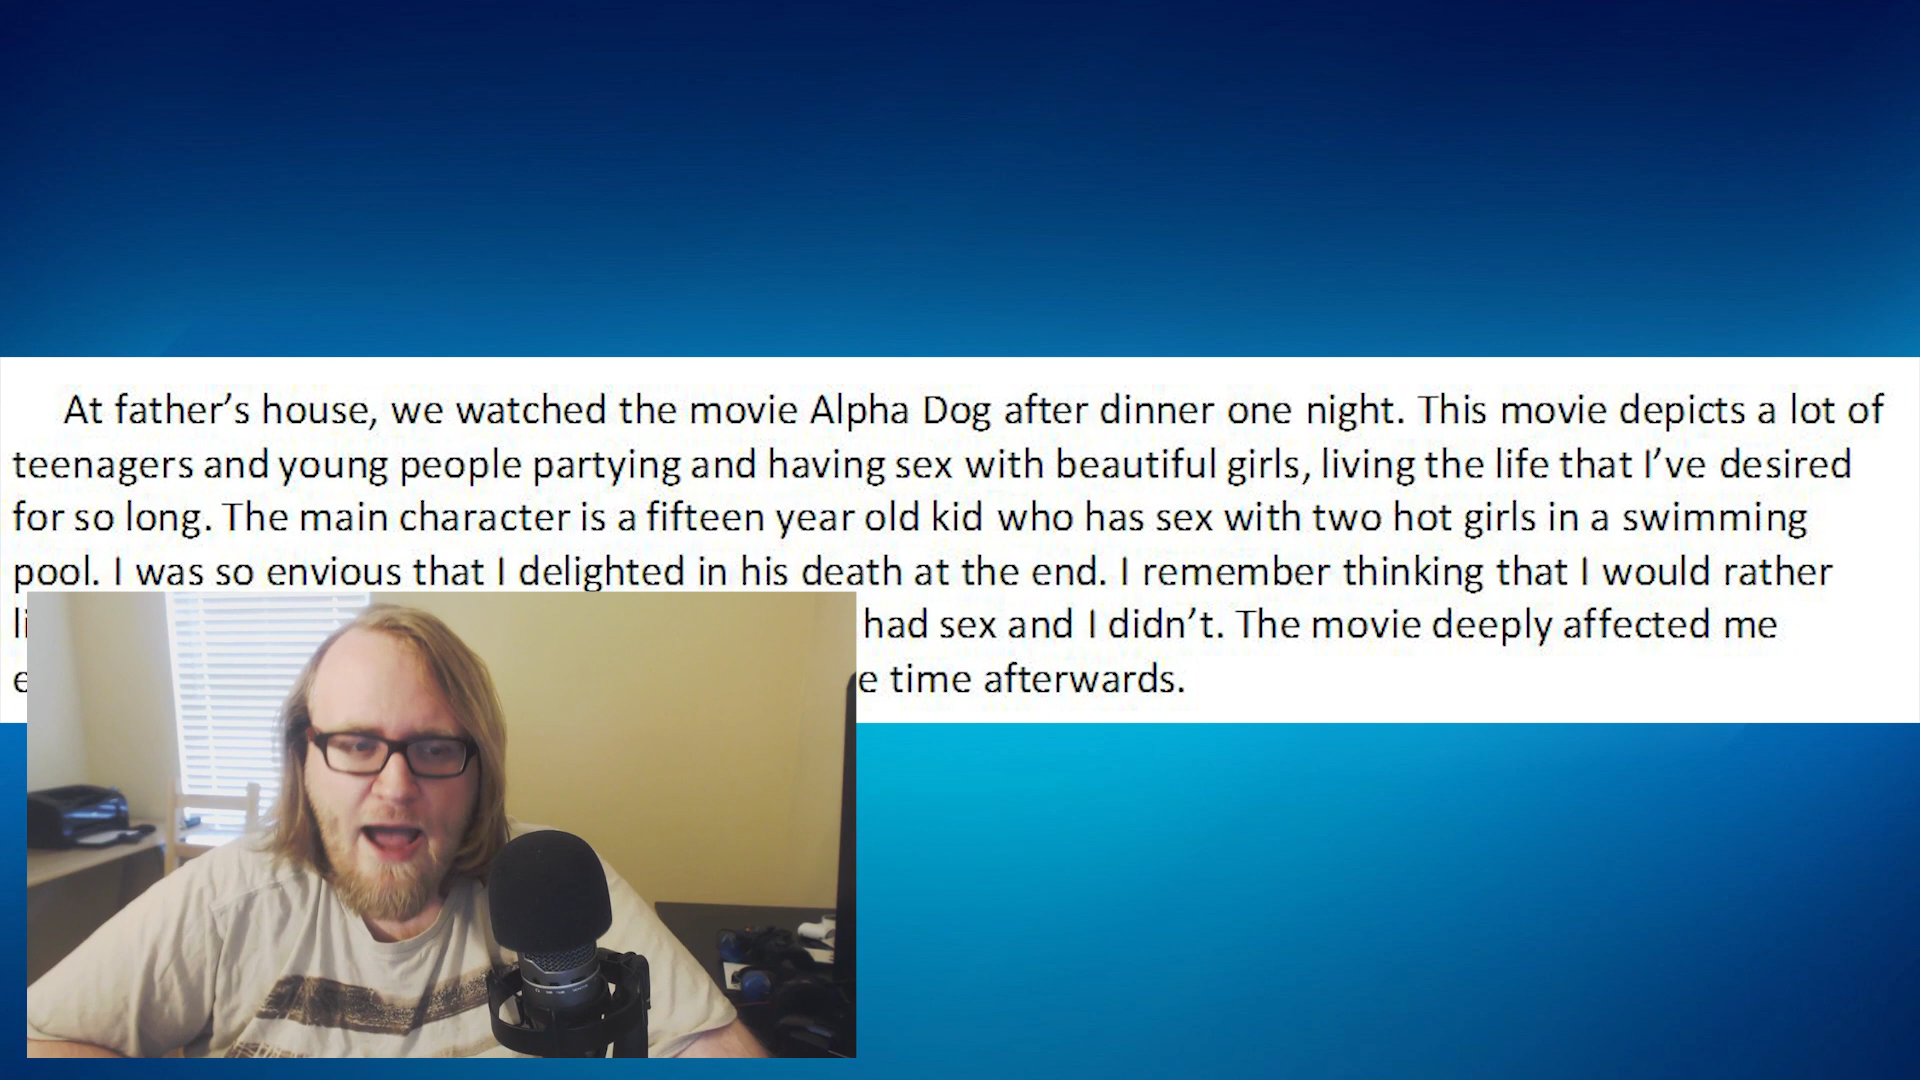 At father’s house, we watched the movie Alpha Dog after dinner one night. This movie depicts a lot of
teenagers and young people partying and having sex with beautiful girls, living the life that I’ve desired
for so long. The main character is a fifteen year old kid who has sex with two hot girls in a swimming
pool. I was so envious that I delighted in his death at the end. I remember thinking that I would rather
had sex and I didn’t. The movie deeply affected me
time afterwards.